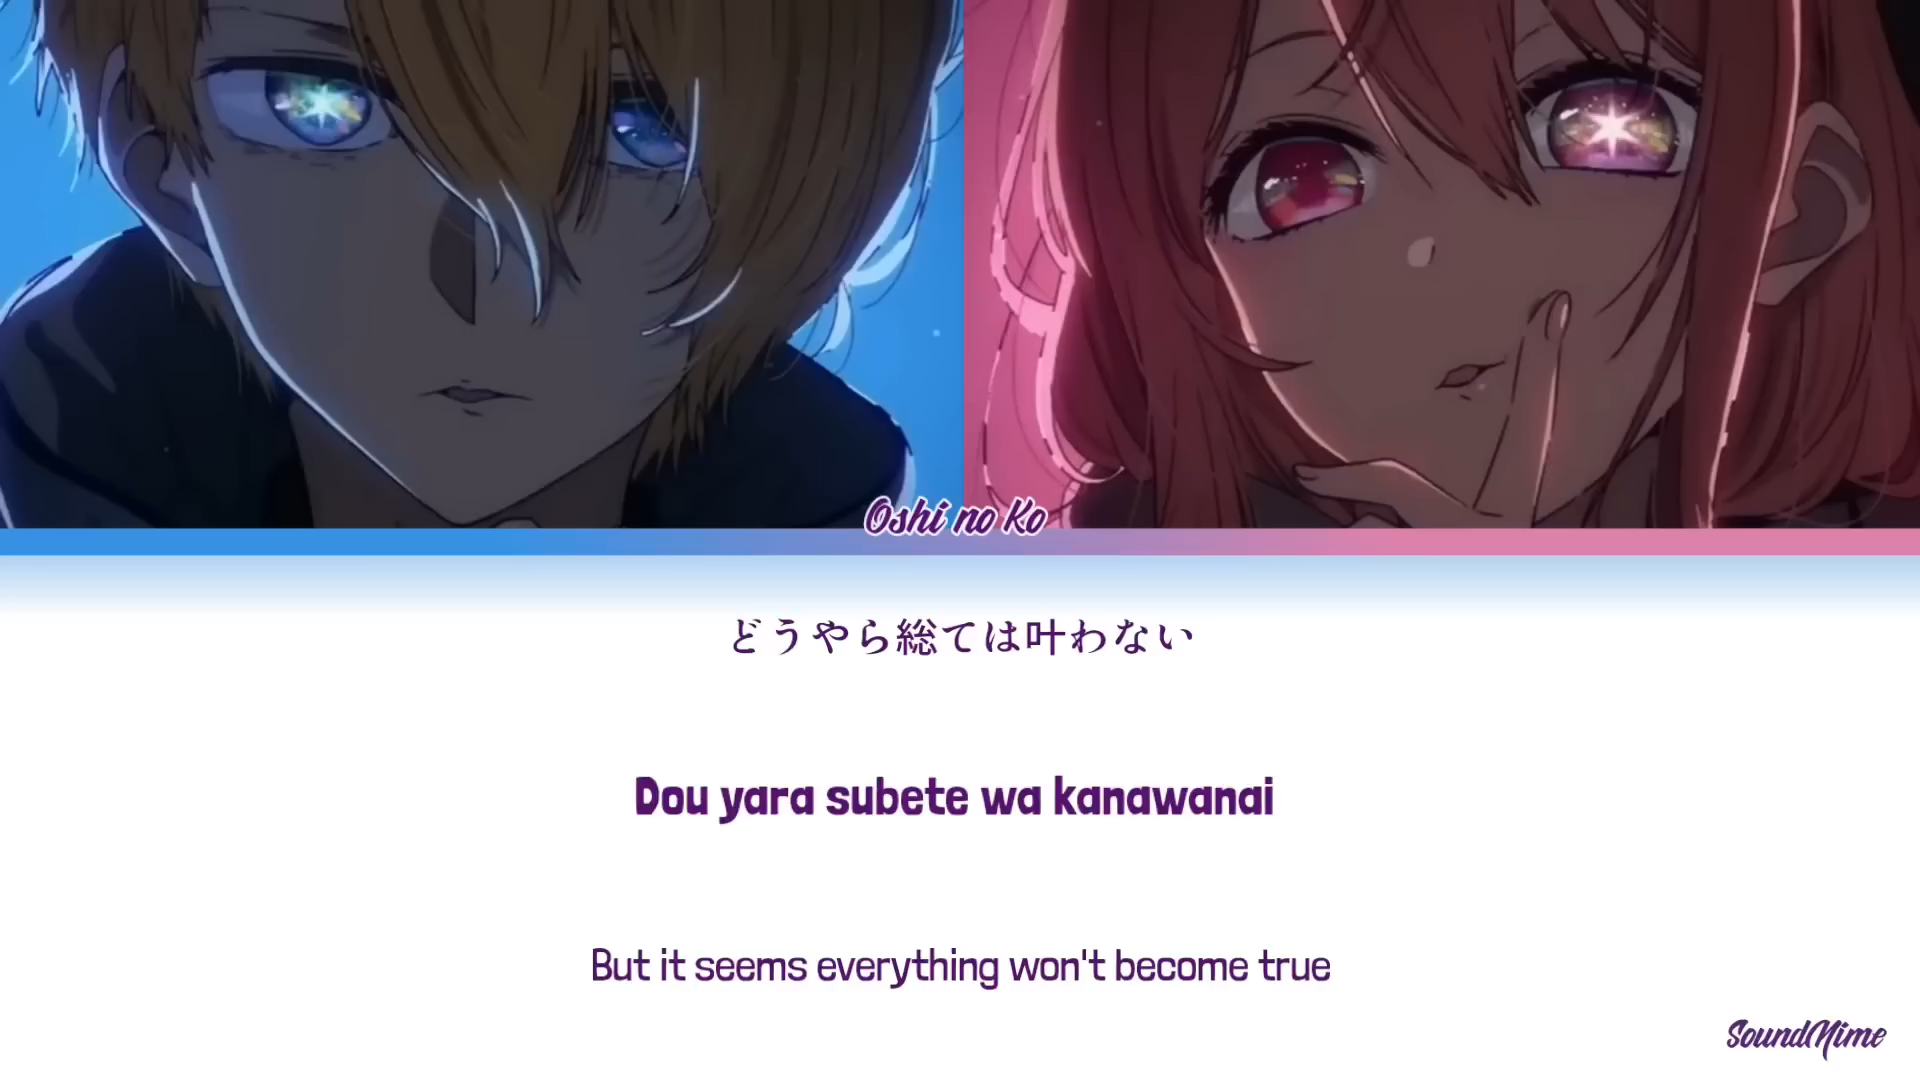 Oshi no Ko
どうやら総ては叶わない
Dou yara subete wa kanawanai
But it seems everything won't become true
SoundMime